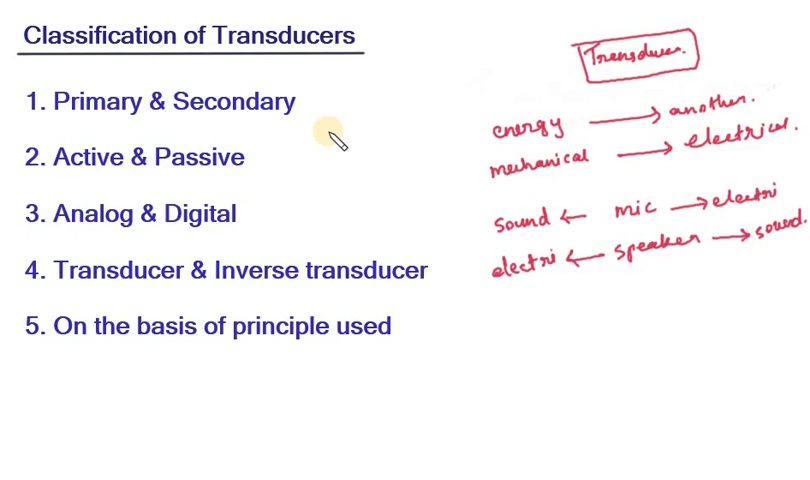 Classification of Transducers
1. Primary & Secondary
2. Active & Passive
3. Analog & Digital
4. Transducer & Inverse transducer
5. On the basis of principle used
Transducer.
energy → another.
mechanical → electrical.
sound ← mic → electri
electri ← speaker → sound.